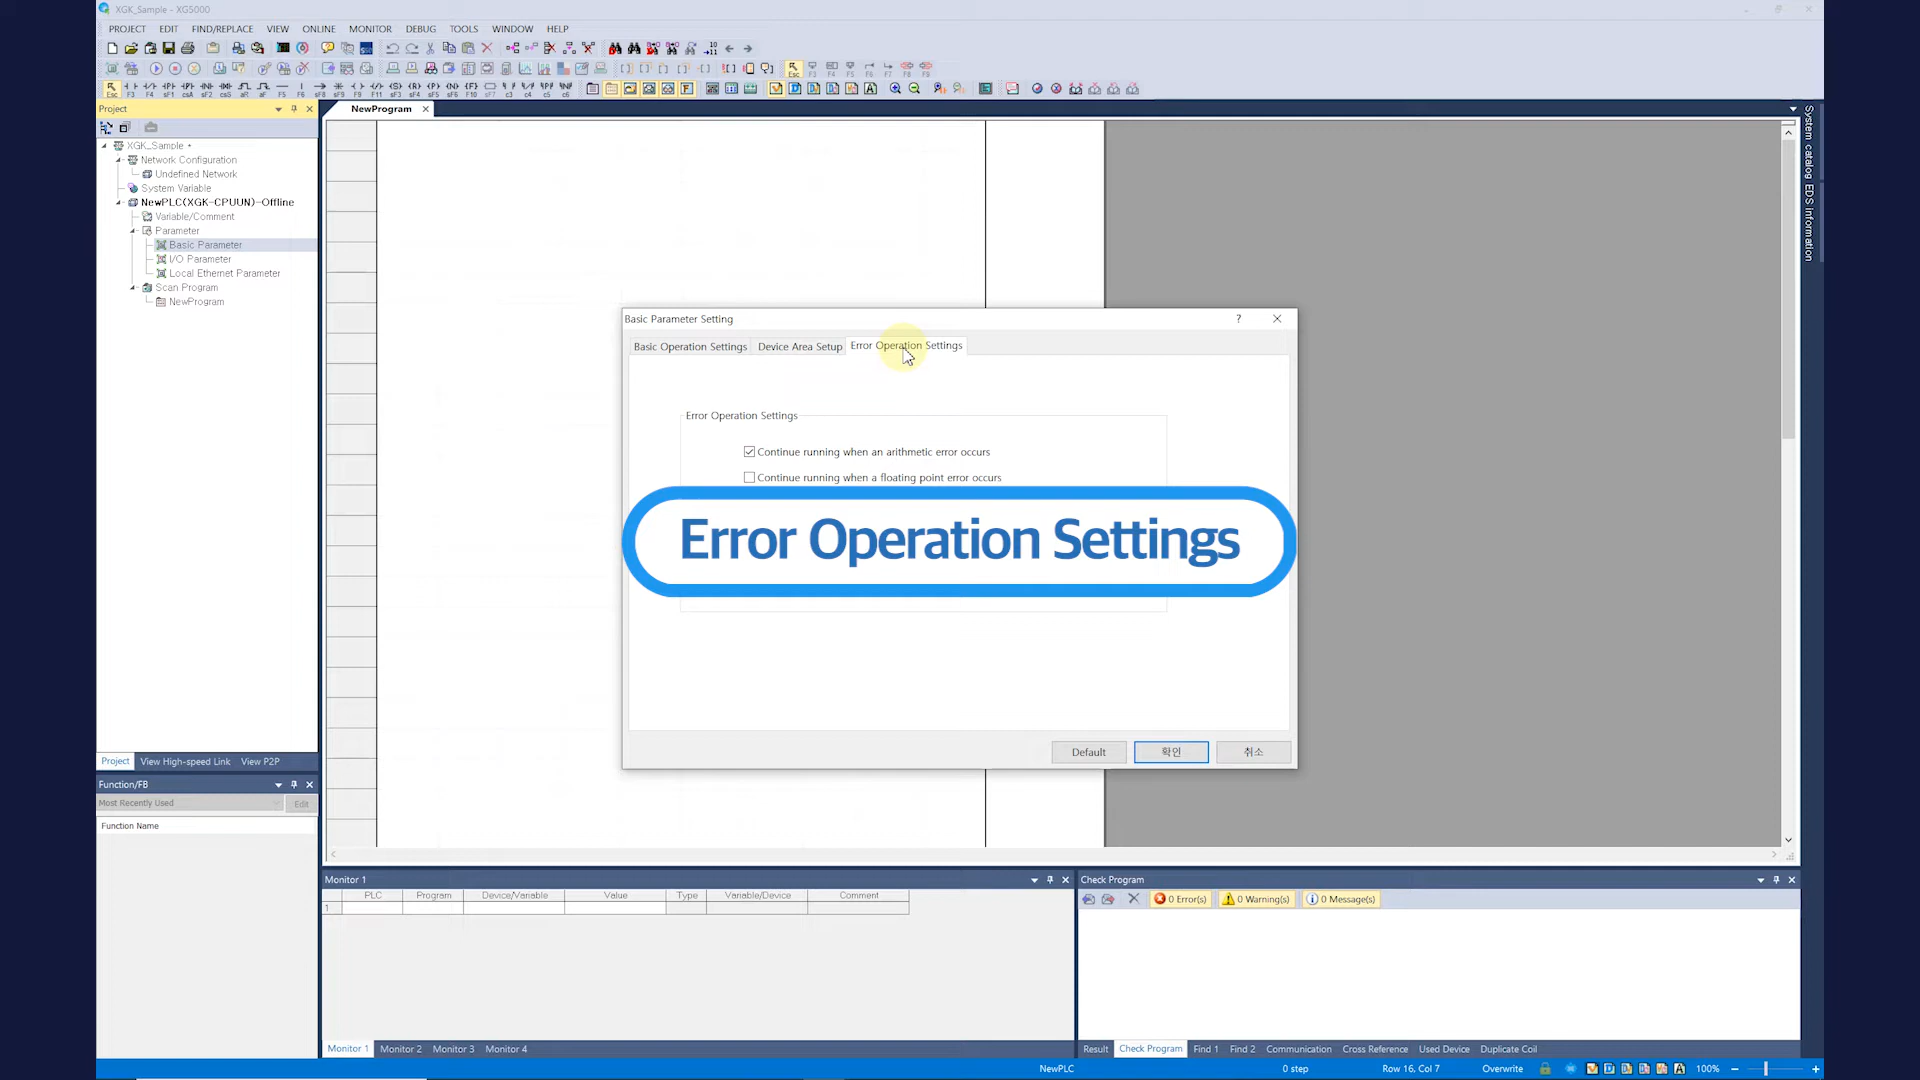 XGK_Sample - XG5000
PROJECT EDIT FIND/REPLACE VIEW ONLINE MONITOR DEBUG TOOLS WINDOW HELP
Project
NewProgram
XGK_Sample *
Network Configuration
Undefined Network
System Variable
NewPLC(XGK-CPUUN)-Offline
Variable/Comment
Parameter
Basic Parameter
I/O Parameter
Local Ethernet Parameter
Scan Program
NewProgram
System catalog
EDS information
Basic Parameter Setting
Basic Operation Settings Device Area Setup Error Operation Settings
Error Operation Settings
Continue running when an arithmetic error occurs
Continue running when a floating point error occurs
Error Operation Settings
Default 확인 취소
Project View High-speed Link View P2P
Function/FB
Most Recently Used Edit
Function Name
Monitor 1
PLC Program Device/Variable Value Type Variable/Device Comment
1
Monitor 1 Monitor 2 Monitor 3 Monitor 4
Check Program
0 Error(s) 0 Warning(s) 0 Message(s)
Result Check Program Find 1 Find 2 Communication Cross Reference Used Device Duplicate Coil
NewPLC 0 step Row 16, Col 7 Overwrite 100%